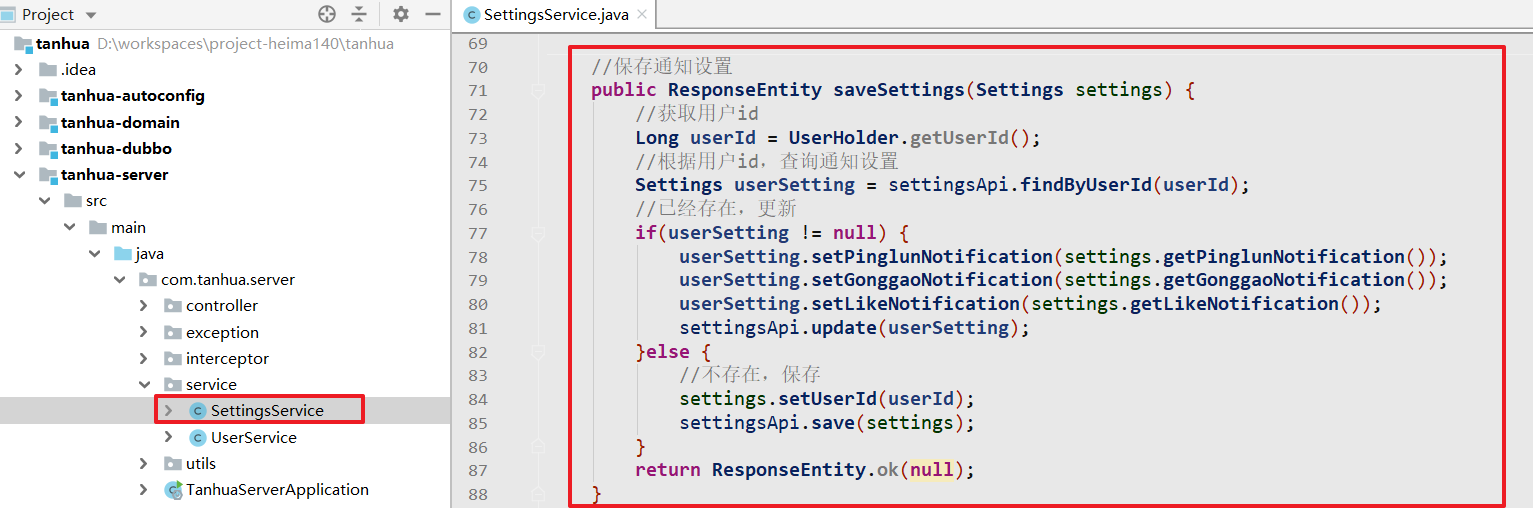 Project
tanhua D:\workspaces\project-heima140\tanhua
.idea
tanhua-autoconfig
tanhua-domain
tanhua-dubbo
tanhua-server
src
main
java
com.tanhua.server
controller
exception
interceptor
service
SettingsService
UserService
utils
TanhuaServerApplication
SettingsService.java
69
70 //保存通知设置
71 public ResponseEntity saveSettings(Settings settings) {
72 //获取用户id
73 Long userId = UserHolder.getUserId();
74 //根据用户id，查询通知设置
75 Settings userSetting = settingsApi.findByUserId(userId);
76 //已经存在，更新
77 if(userSetting != null) {
78 userSetting.setPinglunNotification(settings.getPinglunNotification());
79 userSetting.setGonggaoNotification(settings.getGonggaoNotification());
80 userSetting.setLikeNotification(settings.getLikeNotification());
81 settingsApi.update(userSetting);
82 }else {
83 //不存在，保存
84 settings.setUserId(userId);
85 settingsApi.save(settings);
86 }
87 return ResponseEntity.ok(null);
88 }